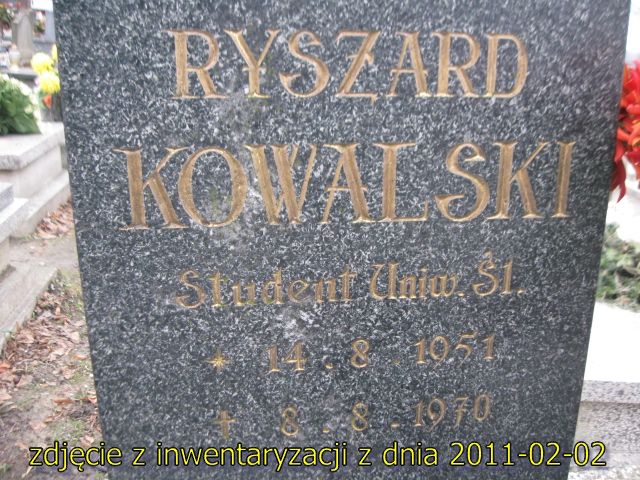 RYSZARD
KOWALSKI
Student Uniw. Śl.
* 14.8.1951
+ 8.8.1970
zdjęcie z inwentaryzacji z dnia 2011-02-02